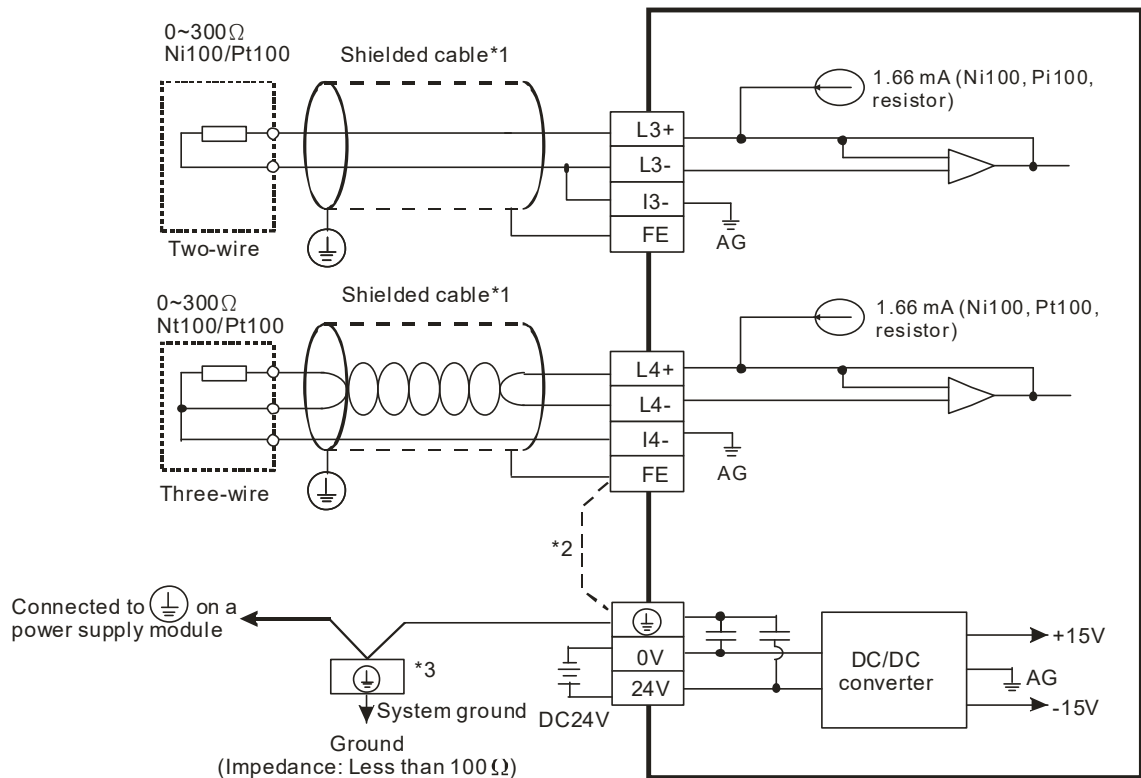 0~300Ω
Ni100/Pt100
Shielded cable*1
1.66 mA (Ni100, Pi100,
resistor)
L3+
L3-
I3-
FE
AG
Two-wire
0~300Ω
Nt100/Pt100
Shielded cable*1
1.66 mA (Ni100, Pt100,
resistor)
L4+
L4-
I4-
FE
AG
Three-wire
*2
Connected to ⏚ on a
power supply module
*3
0V
24V
DC24V
DC/DC
converter
+15V
AG
-15V
System ground
Ground
(Impedance: Less than 100Ω)